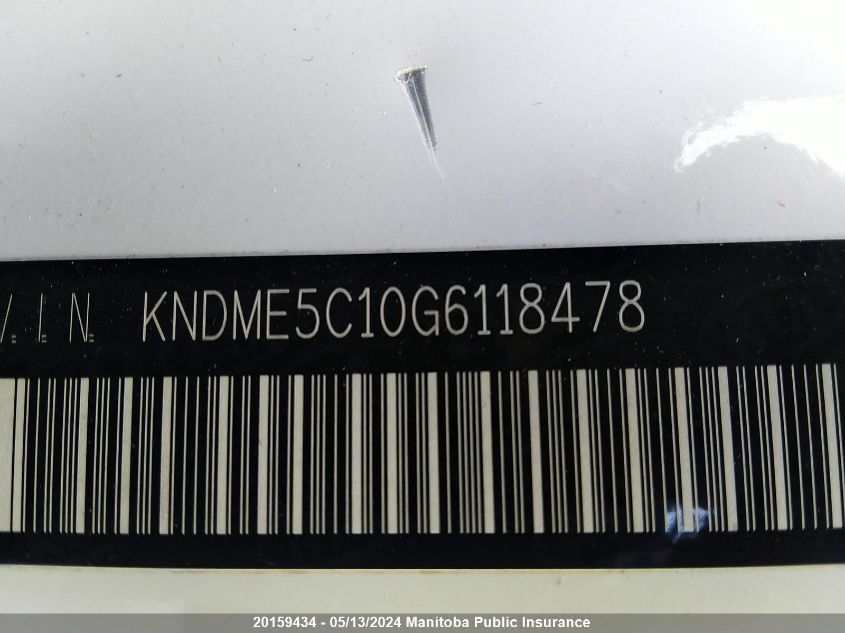 V.I.N. KNDME5C10G6118478
20159434 - 05/13/2024 Manitoba Public Insurance